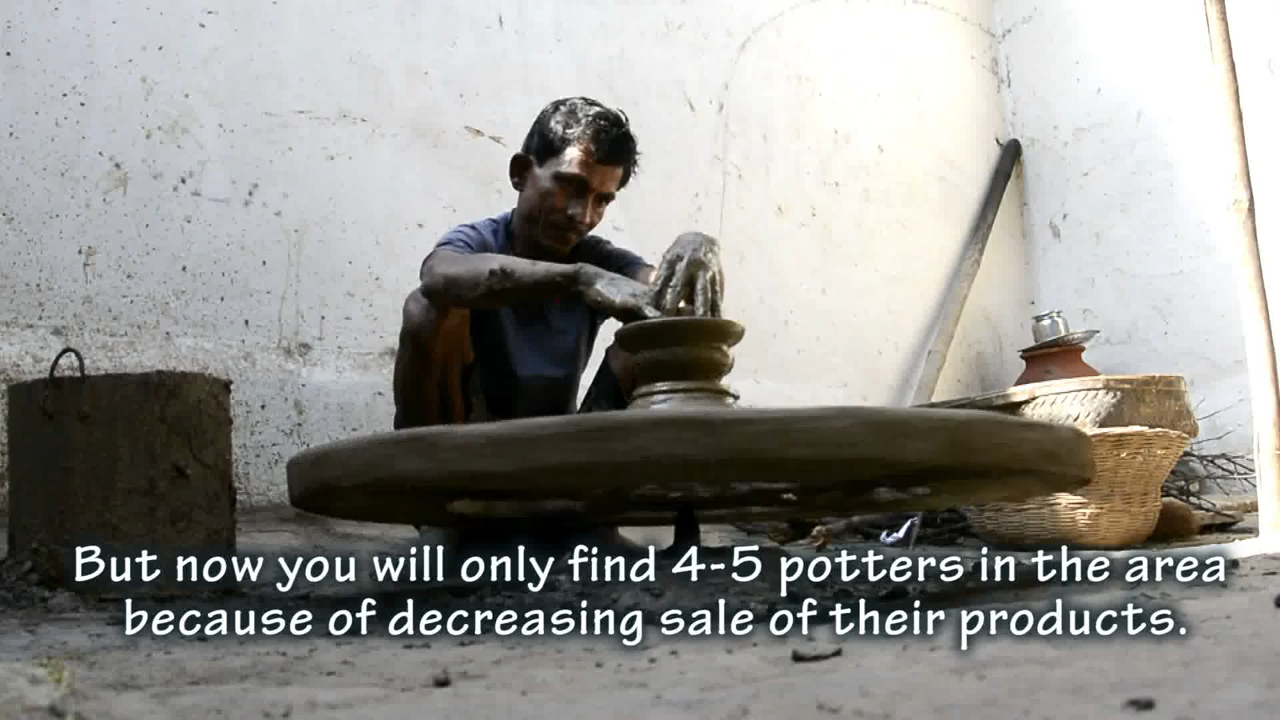 But now you will only find 4-5 potters in the area
because of decreasing sale of their products.